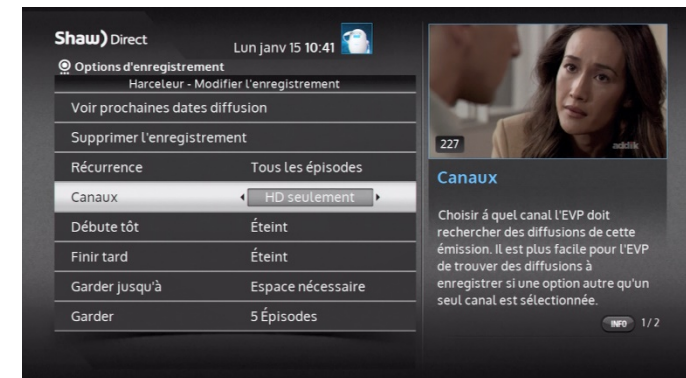 Shaw) Direct
Lun janv 15 10:41
Options d'enregistrement
Harceleur - Modifier l'enregistrement
Voir prochaines dates diffusion
Supprimer l'enregistrement
Récurrence Tous les épisodes
Canaux HD seulement
Débute tôt Éteint
Finir tard Éteint
Garder jusqu'à Espace nécessaire
Garder 5 Épisodes
227
addik
Canaux
Choisir á quel canal l'EVP doit
rechercher des diffusions de cette
émission. Il est plus facile pour l'EVP
de trouver des diffusions à
enregistrer si une option autre qu'un
seul canal est sélectionnée.
INFO 1/2